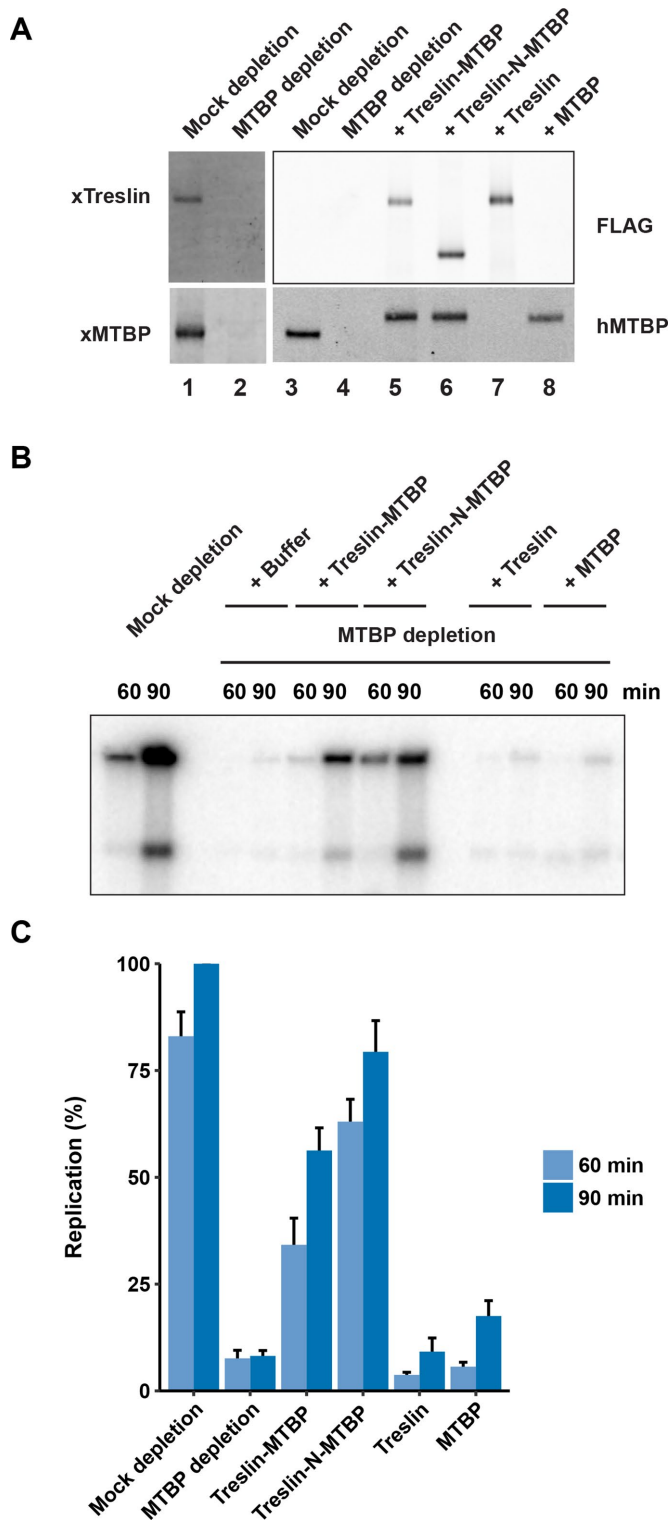 A
Mock depletion
MTBP depletion
Mock depletion
MTBP depletion
+ Treslin-MTBP
+ Treslin-N-MTBP
+ Treslin
+ MTBP
xTreslin
FLAG
xMTBP
hMTBP
1 2 3 4 5 6 7 8
B
Mock depletion
+ Buffer
+ Treslin-MTBP
+ Treslin-N-MTBP
+ Treslin
+ MTBP
MTBP depletion
60 90 60 90 60 90 60 90 60 90 60 90 min
C
Replication (%)
100
75
50
25
0
60 min
90 min
Mock depletion
MTBP depletion
Treslin-MTBP
Treslin-N-MTBP
Treslin
MTBP